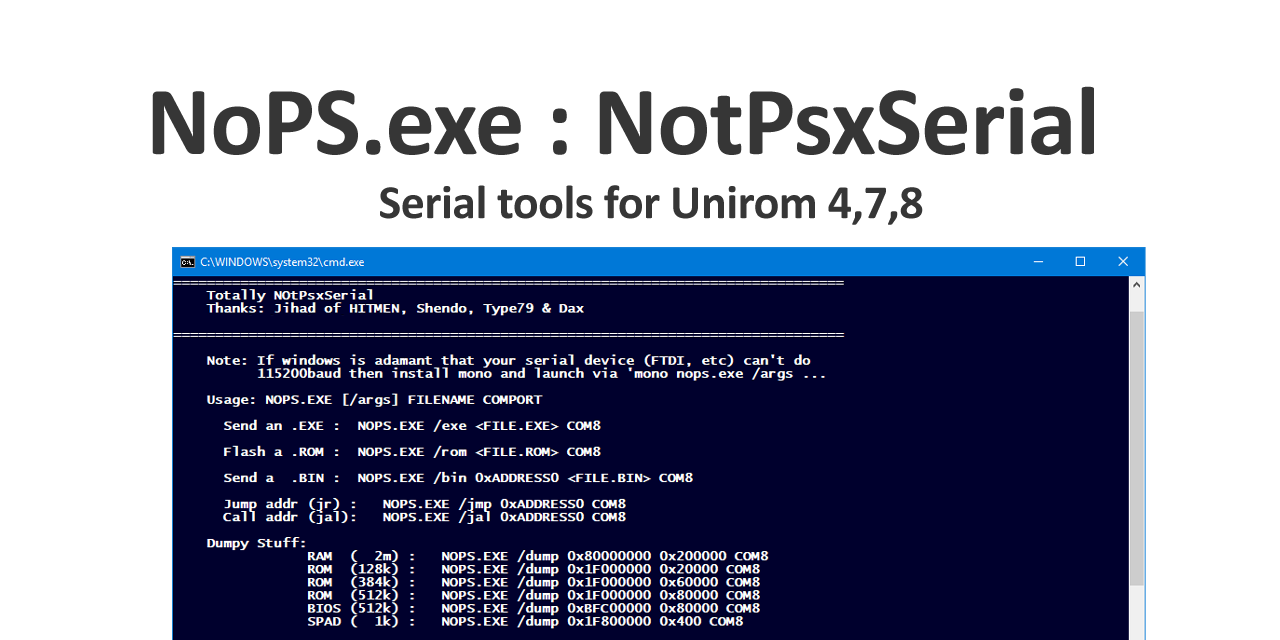 NoPS.exe : NotPsxSerial
Serial tools for Unirom 4,7,8
C:\WINDOWS\system32\cmd.exe
================================================================================
Totally NOtPsxSerial
Thanks: Jihad of HITMEN, Shendo, Type79 & Dax
================================================================================
Note: If windows is adamant that your serial device (FTDI, etc) can't do
115200baud then install mono and launch via 'mono nops.exe /args ...
Usage: NOPS.EXE [/args] FILENAME COMPORT
Send an .EXE :  NOPS.EXE /exe <FILE.EXE> COM8
Flash a .ROM :  NOPS.EXE /rom <FILE.ROM> COM8
Send a  .BIN :  NOPS.EXE /bin 0xADDRESS0 <FILE.BIN> COM8
Jump addr (jr) :   NOPS.EXE /jmp 0xADDRESS0 COM8
Call addr (jal):   NOPS.EXE /jal 0xADDRESS0 COM8
Dumpy Stuff:
RAM  (  2m) :   NOPS.EXE /dump 0x80000000 0x200000 COM8
ROM  (128k) :   NOPS.EXE /dump 0x1F000000 0x20000 COM8
ROM  (384k) :   NOPS.EXE /dump 0x1F000000 0x60000 COM8
ROM  (512k) :   NOPS.EXE /dump 0x1F000000 0x80000 COM8
BIOS (512k) :   NOPS.EXE /dump 0xBFC00000 0x80000 COM8
SPAD (  1k) :   NOPS.EXE /dump 0x1F800000 0x400 COM8